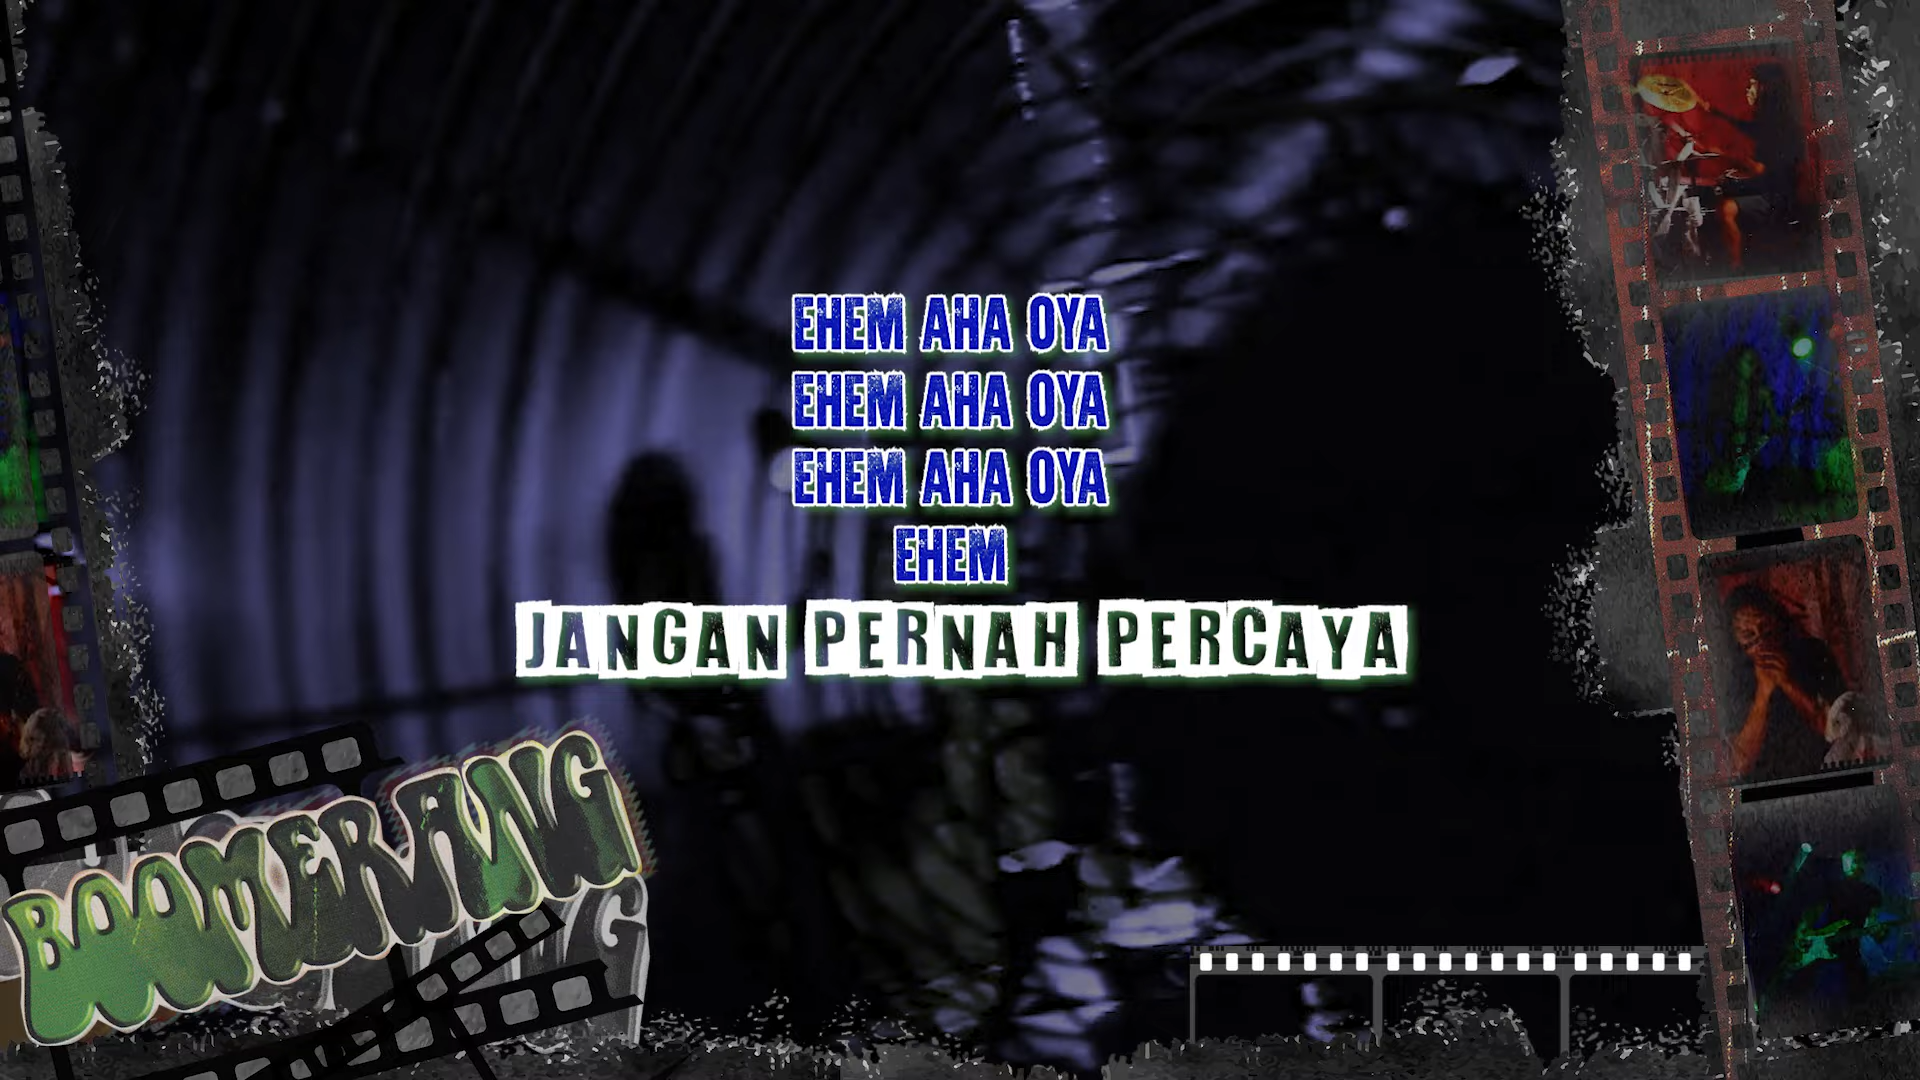 EHEM AHA OYA
EHEM AHA OYA
EHEM AHA OYA
EHEM
JANGAN PERNAH PERCAYA
BOOMERANG